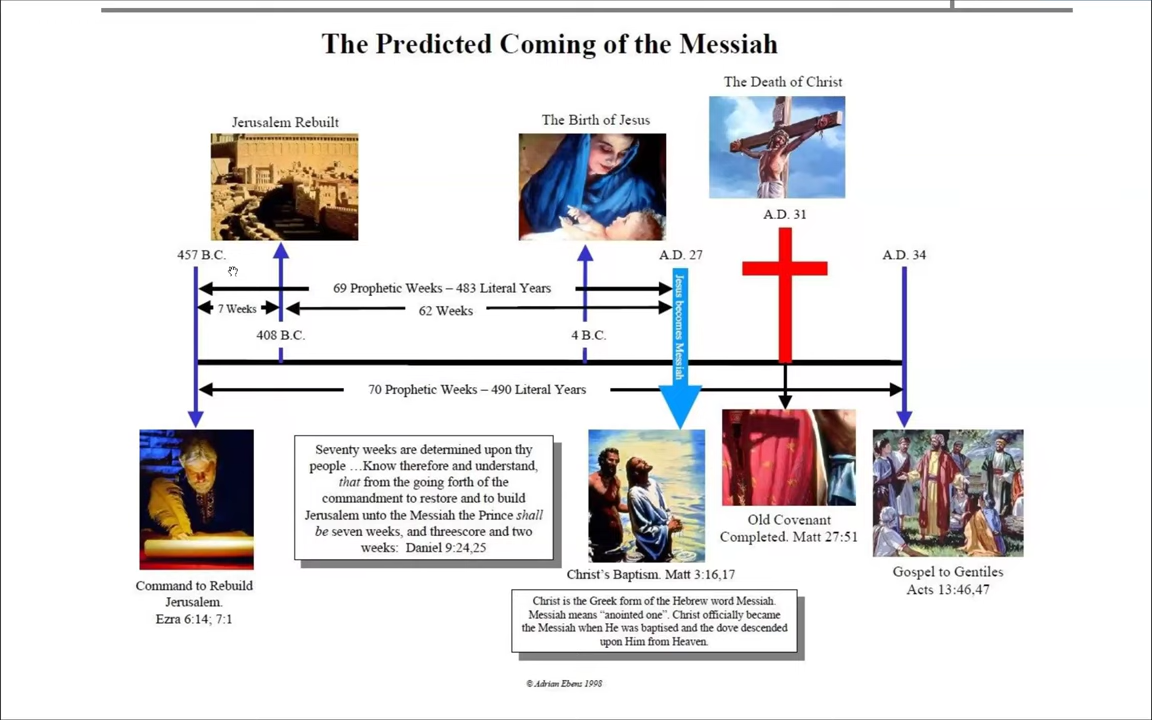 The Predicted Coming of the Messiah
The Death of Christ
Jerusalem Rebuilt
The Birth of Jesus
A.D. 31
457 B.C.
A.D. 27
A.D. 34
69 Prophetic Weeks – 483 Literal Years
7 Weeks
62 Weeks
408 B.C.
4 B.C.
Jesus becomes Messiah
70 Prophetic Weeks – 490 Literal Years
Seventy weeks are determined upon thy
people …Know therefore and understand,
that from the going forth of the
commandment to restore and to build
Jerusalem unto the Messiah the Prince shall
be seven weeks, and threescore and two
weeks: Daniel 9:24,25
Old Covenant
Completed. Matt 27:51
Christ's Baptism. Matt 3:16,17
Gospel to Gentiles
Acts 13:46,47
Command to Rebuild
Jerusalem.
Ezra 6:14; 7:1
Christ is the Greek form of the Hebrew word Messiah.
Messiah means “anointed one”. Christ officially became
the Messiah when He was baptised and the dove descended
upon Him from Heaven.
© Adrian Ebens 1998